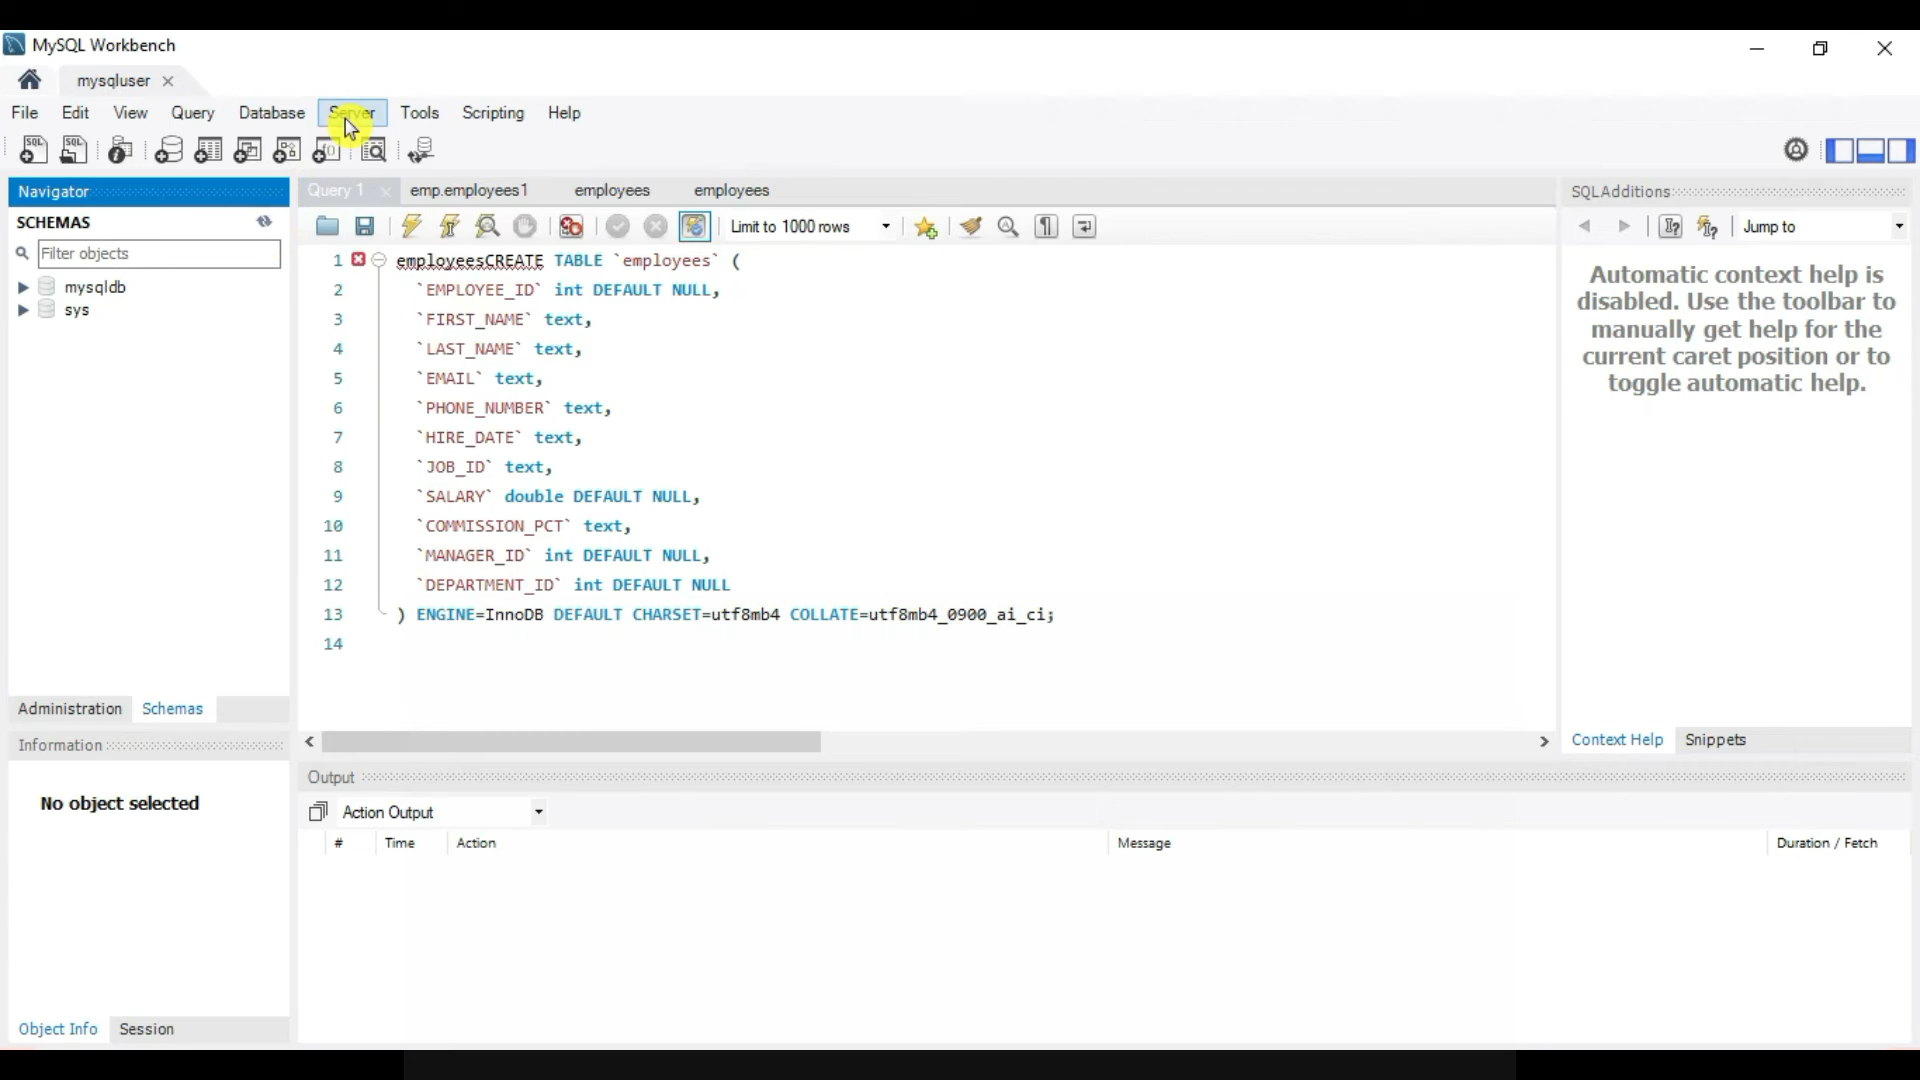 MySQL Workbench
mysqluser
File Edit View Query Database Server Tools Scripting Help
Navigator
SCHEMAS
Filter objects
mysqldb
sys
Administration Schemas
Information
No object selected
Object Info Session
Query 1 emp.employees1 employees employees
Limit to 1000 rows
1 employeesCREATE TABLE `employees` (
2 `EMPLOYEE_ID` int DEFAULT NULL,
3 `FIRST_NAME` text,
4 `LAST_NAME` text,
5 `EMAIL` text,
6 `PHONE_NUMBER` text,
7 `HIRE_DATE` text,
8 `JOB_ID` text,
9 `SALARY` double DEFAULT NULL,
10 `COMMISSION_PCT` text,
11 `MANAGER_ID` int DEFAULT NULL,
12 `DEPARTMENT_ID` int DEFAULT NULL
13 ) ENGINE=InnoDB DEFAULT CHARSET=utf8mb4 COLLATE=utf8mb4_0900_ai_ci;
14
SQLAdditions
Jump to
Automatic context help is
disabled. Use the toolbar to
manually get help for the
current caret position or to
toggle automatic help.
Context Help Snippets
Output
Action Output
# Time Action Message Duration / Fetch